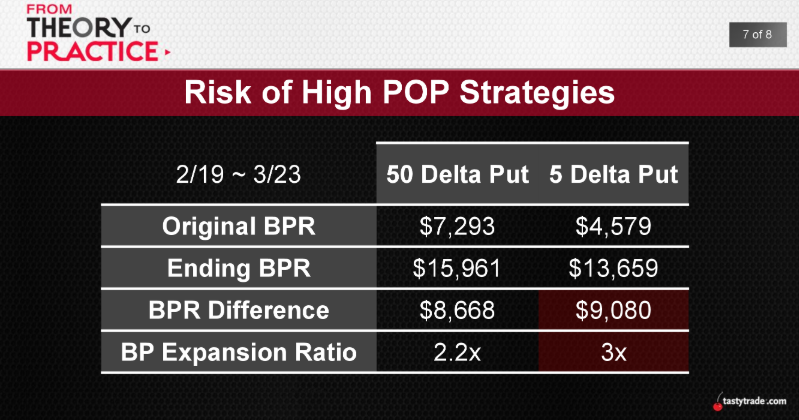 FROM
THEORY TO
PRACTICE
7 of 8
Risk of High POP Strategies
2/19 ~ 3/23 50 Delta Put 5 Delta Put
Original BPR $7,293 $4,579
Ending BPR $15,961 $13,659
BPR Difference $8,668 $9,080
BP Expansion Ratio 2.2x 3x
tastytrade.com